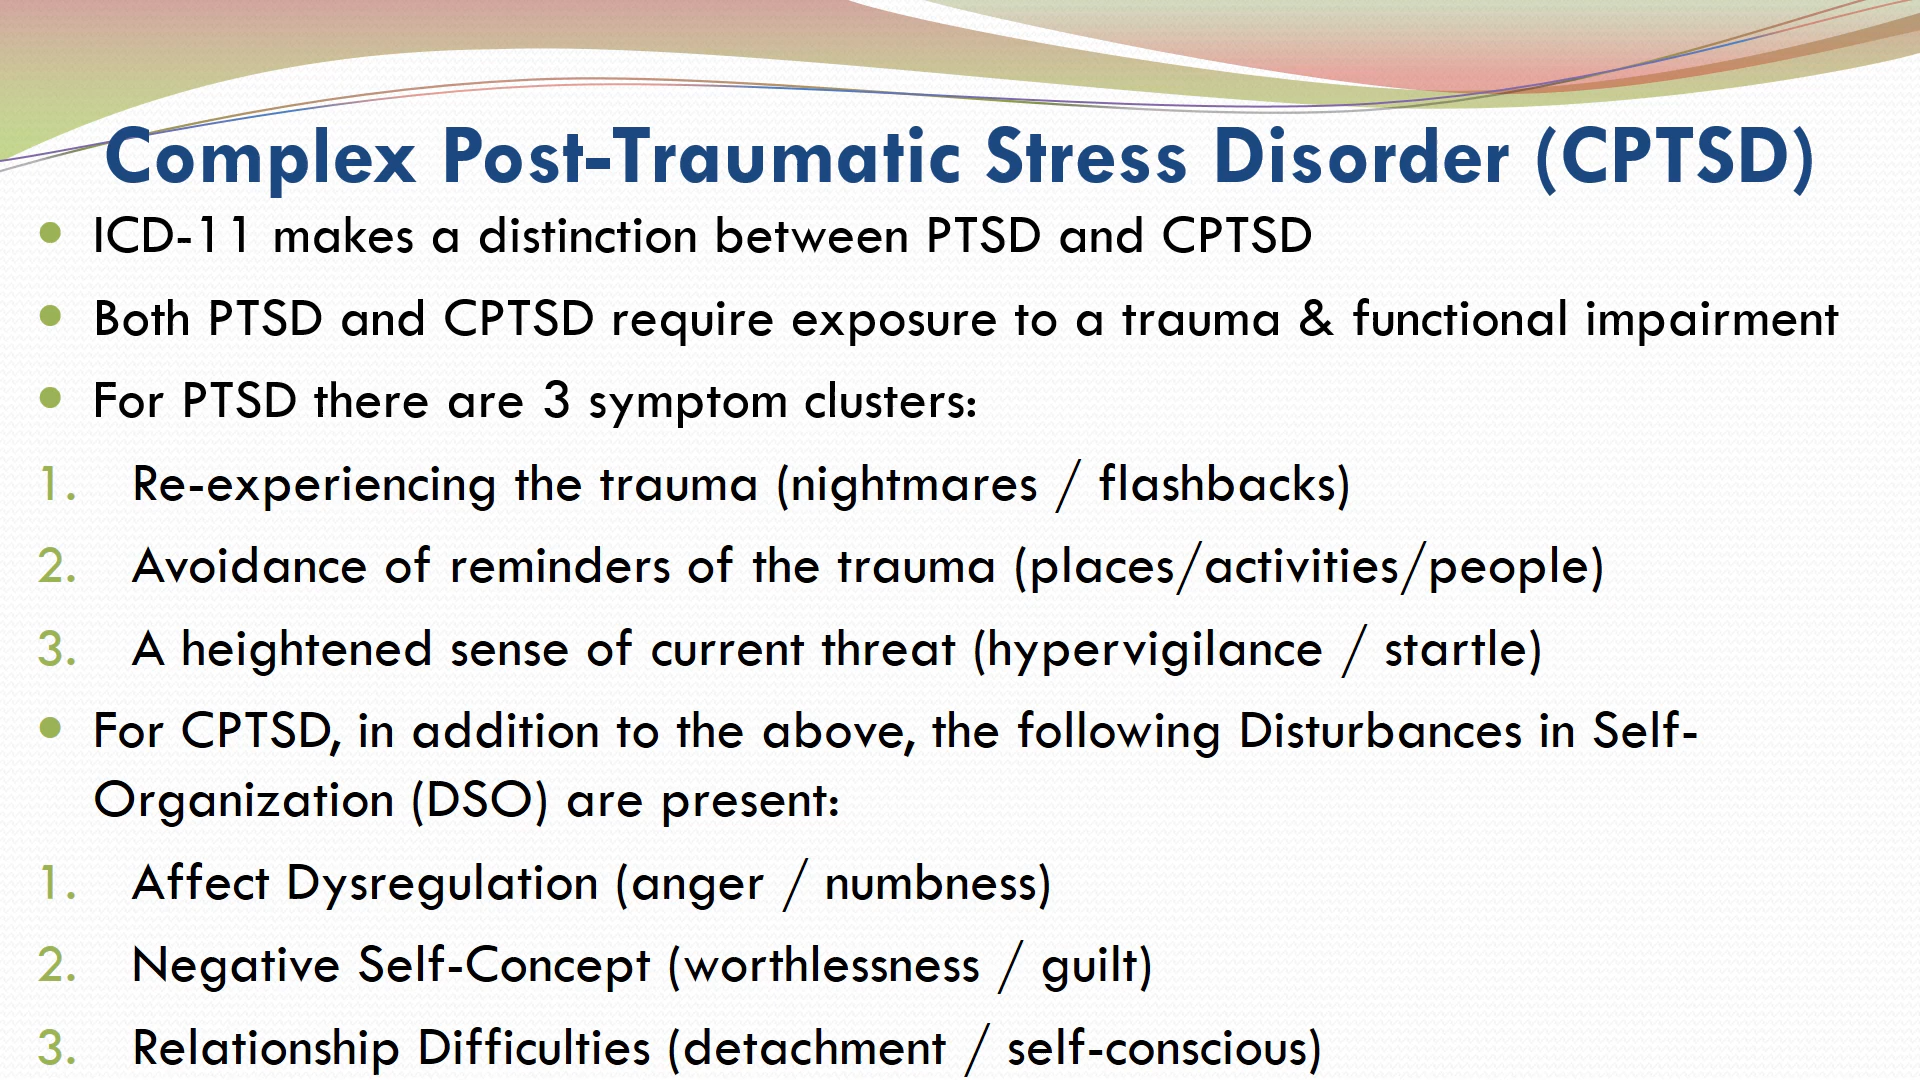 Complex Post-Traumatic Stress Disorder (CPTSD)
• ICD-11 makes a distinction between PTSD and CPTSD
• Both PTSD and CPTSD require exposure to a trauma & functional impairment
• For PTSD there are 3 symptom clusters:
1. Re-experiencing the trauma (nightmares / flashbacks)
2. Avoidance of reminders of the trauma (places/activities/people)
3. A heightened sense of current threat (hypervigilance / startle)
• For CPTSD, in addition to the above, the following Disturbances in Self-
Organization (DSO) are present:
1. Affect Dysregulation (anger / numbness)
2. Negative Self-Concept (worthlessness / guilt)
3. Relationship Difficulties (detachment / self-conscious)